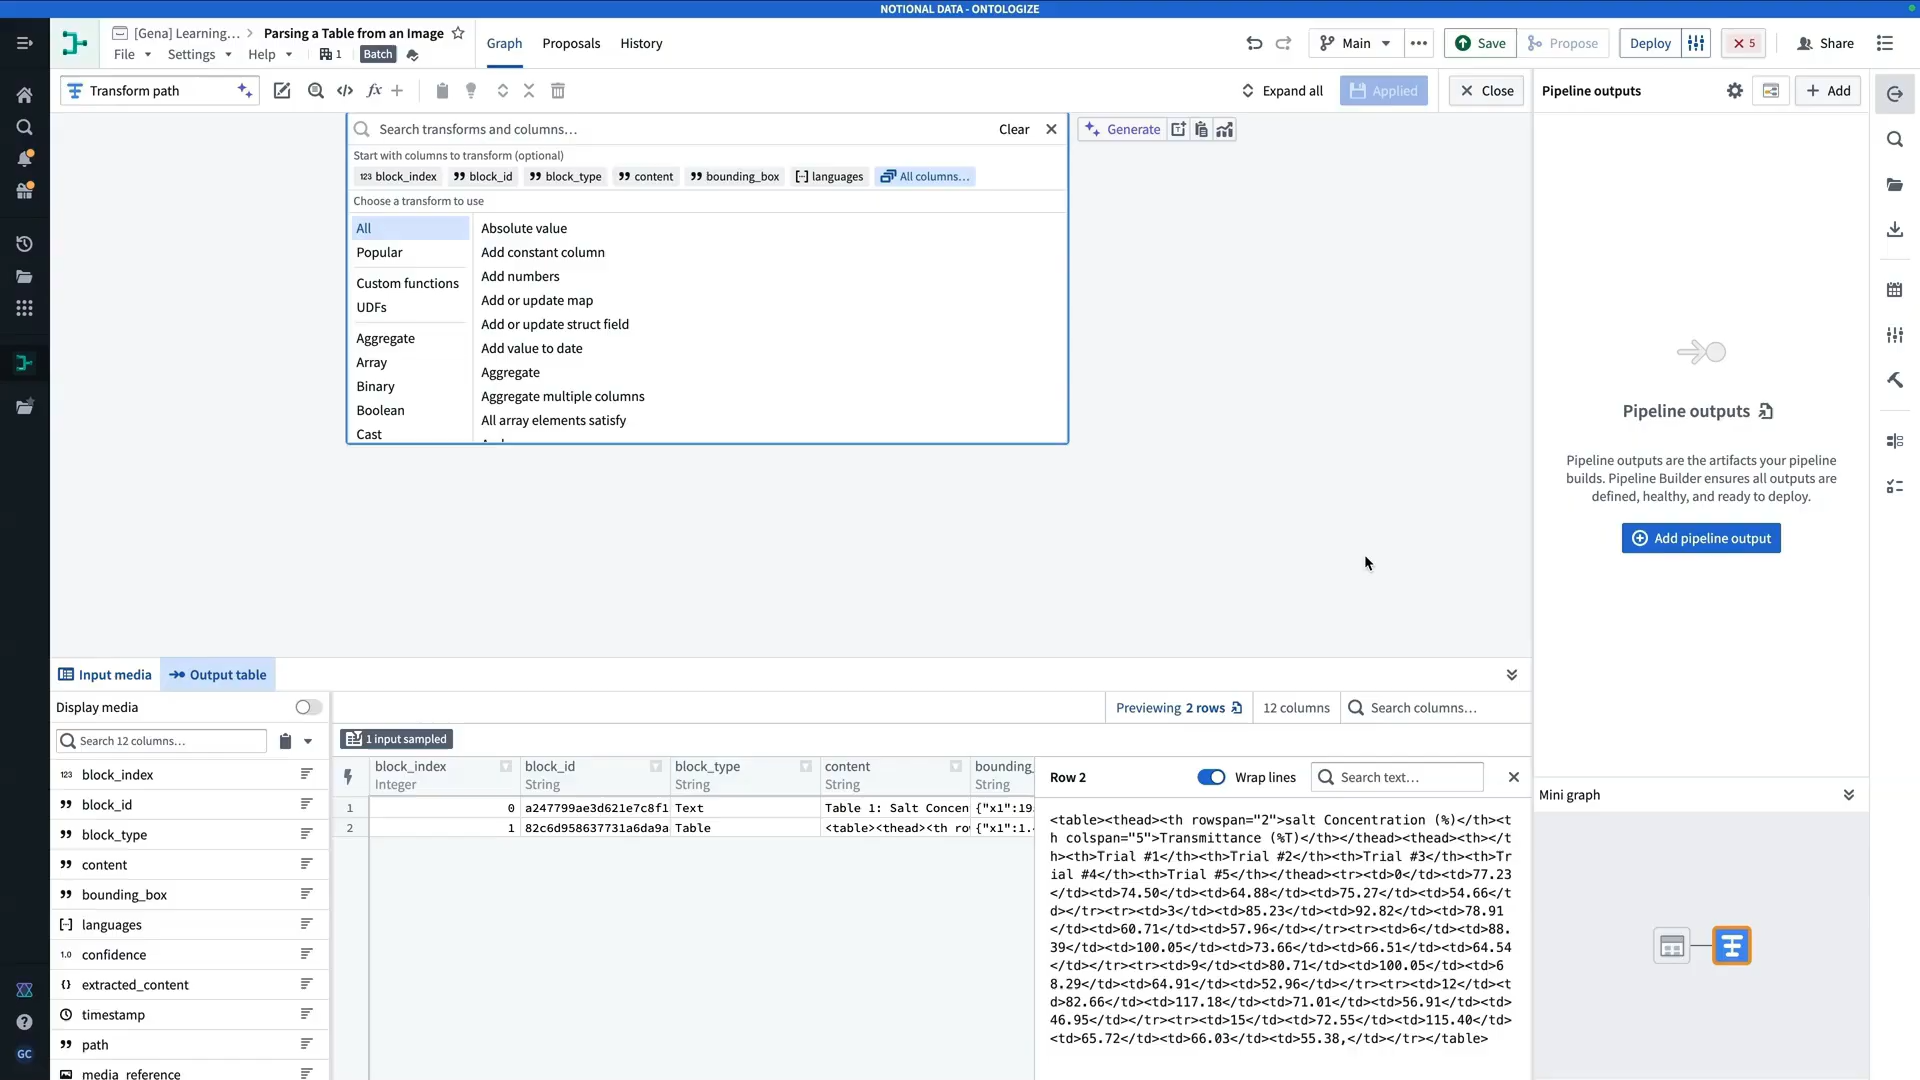 NOTIONAL DATA - ONTOLOGIZE
[Gena] Learning... > Parsing a Table from an Image
File Settings Help 1 Batch
Graph Proposals History
Main Save Propose Deploy 5 Share
Transform path
fx
Expand all Applied Close
Pipeline outputs Add
Search transforms and columns... Clear
Generate
Start with columns to transform (optional)
123 block_index block_id block_type content bounding_box languages All columns...
Choose a transform to use
All
Popular
Custom functions
UDFs
Aggregate
Array
Binary
Boolean
Cast
Absolute value
Add constant column
Add numbers
Add or update map
Add or update struct field
Add value to date
Aggregate
Aggregate multiple columns
All array elements satisfy
Pipeline outputs
Pipeline outputs are the artifacts your pipeline
builds. Pipeline Builder ensures all outputs are
defined, healthy, and ready to deploy.
Add pipeline output
Input media Output table
Display media
Search 12 columns...
123 block_index
block_id
block_type
content
bounding_box
languages
1.0 confidence
extracted_content
timestamp
path
media_reference
Previewing 2 rows 12 columns Search columns...
1 input sampled
block_index block_id block_type content bounding_
Integer String String String String
1 0 a247799ae3d621e7c8f1 Text Table 1: Salt Concen {"x1":19.
2 1 82c6d958637731a6da9a Table <table><thead><th ro {"x1":1.
Row 2 Wrap lines Search text...
<table><thead><th rowspan="2">salt Concentration (%)</th><t
h colspan="5">Transmittance (%T)</th></thead><thead><th></t
h><th>Trial #1</th><th>Trial #2</th><th>Trial #3</th><th>Tr
ial #4</th><th>Trial #5</th></thead><tr><td>0</td><td>77.23
</td><td>74.50</td><td>64.88</td><td>75.27</td><td>54.66</t
d></tr><tr><td>3</td><td>85.23</td><td>92.82</td><td>78.91
</td><td>60.71</td><td>57.96</td></tr><tr><td>6</td><td>88.
39</td><td>100.05</td><td>73.66</td><td>66.51</td><td>64.54
</td></tr><tr><td>9</td><td>80.71</td><td>100.05</td><td>6
8.29</td><td>64.91</td><td>52.96</td></tr><tr><td>12</td><t
d>82.66</td><td>117.18</td><td>71.01</td><td>56.91</td><td>
46.95</td></tr><tr><td>15</td><td>72.55</td><td>115.40</td>
<td>65.72</td><td>66.03</td><td>55.38,</td></tr></table>
Mini graph
GC